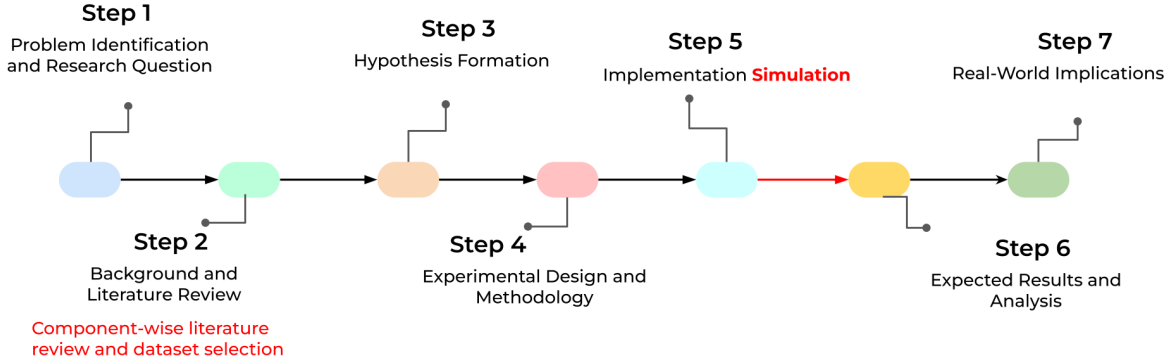 Step 1
Problem Identification
and Research Question
Step 2
Background and
Literature Review
Component-wise literature
review and dataset selection
Step 3
Hypothesis Formation
Step 4
Experimental Design and
Methodology
Step 5
Implementation Simulation
Step 6
Expected Results and
Analysis
Step 7
Real-World Implications